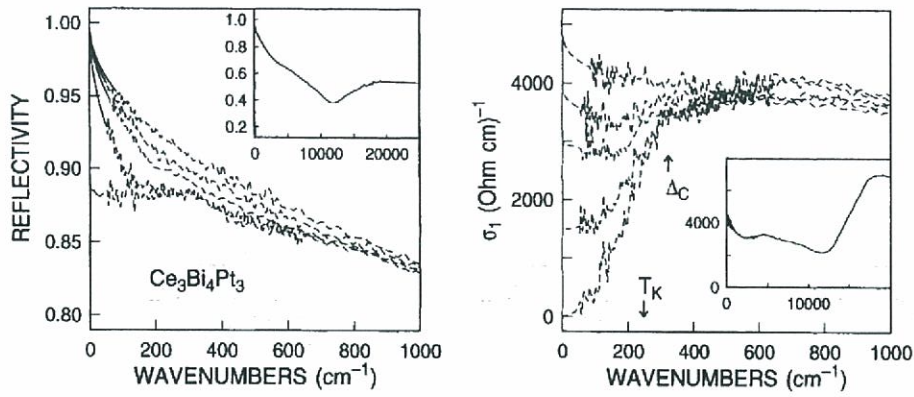 1.00
0.95
0.90
0.85
0.80
REFLECTIVITY
1.0
0.8
0.6
0.4
0.2
0 10000 20000
Ce₃Bi₄Pt₃
0 200 400 600 800 1000
WAVENUMBERS (cm⁻¹)
4000
2000
0
σ₁ (Ohm cm)⁻¹
Δ_C
T_K
4000
0
0 10000
0 200 400 600 800 1000
WAVENUMBERS (cm⁻¹)